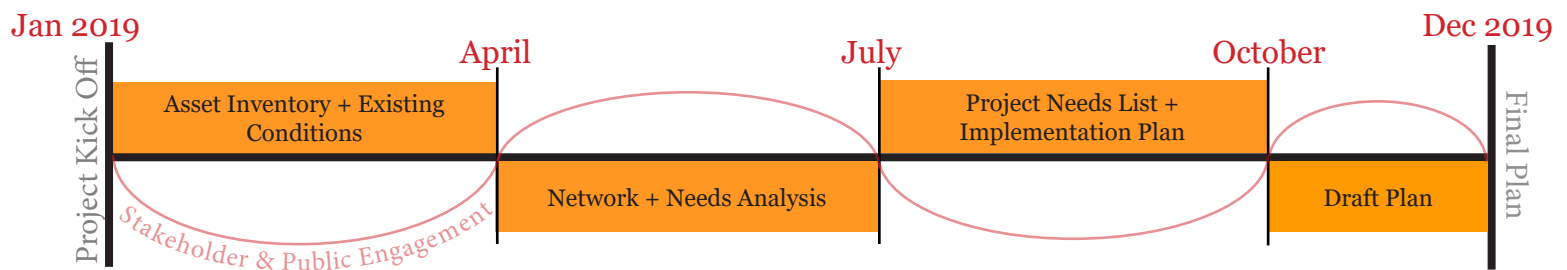 Jan 2019
April
July
October
Dec 2019
Project Kick Off
Asset Inventory + Existing
Conditions
Network + Needs Analysis
Project Needs List +
Implementation Plan
Draft Plan
Final Plan
Stakeholder & Public Engagement